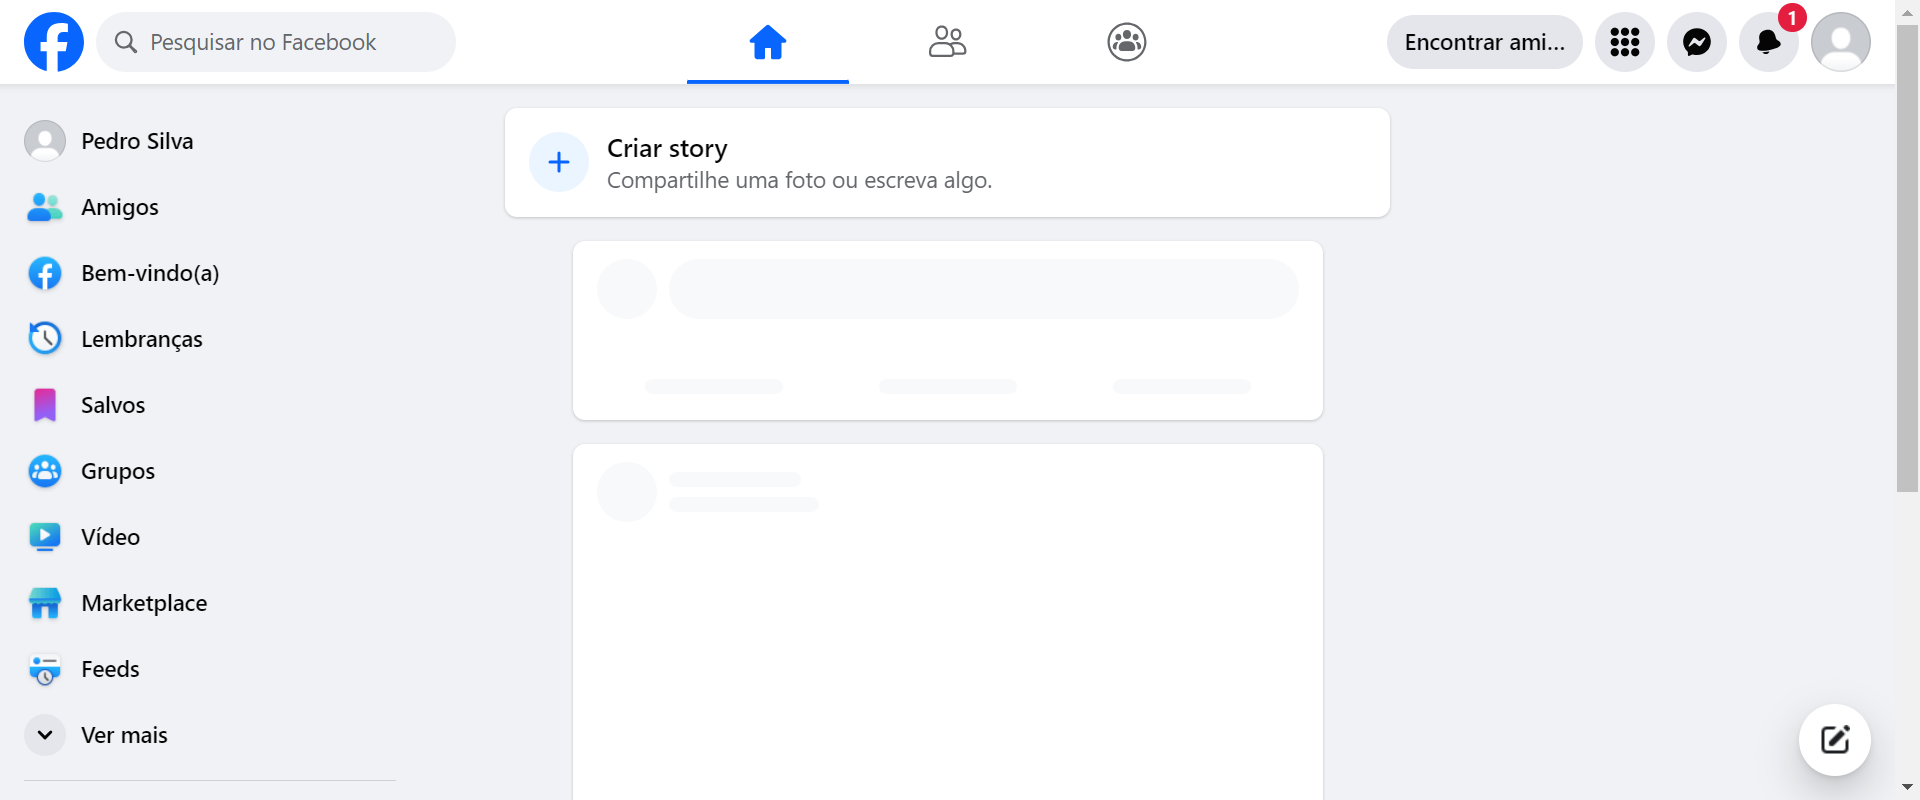 Pesquisar no Facebook
Encontrar ami...
1
Pedro Silva
Amigos
Bem-vindo(a)
Lembranças
Salvos
Grupos
Vídeo
Marketplace
Feeds
Ver mais
Criar story
Compartilhe uma foto ou escreva algo.